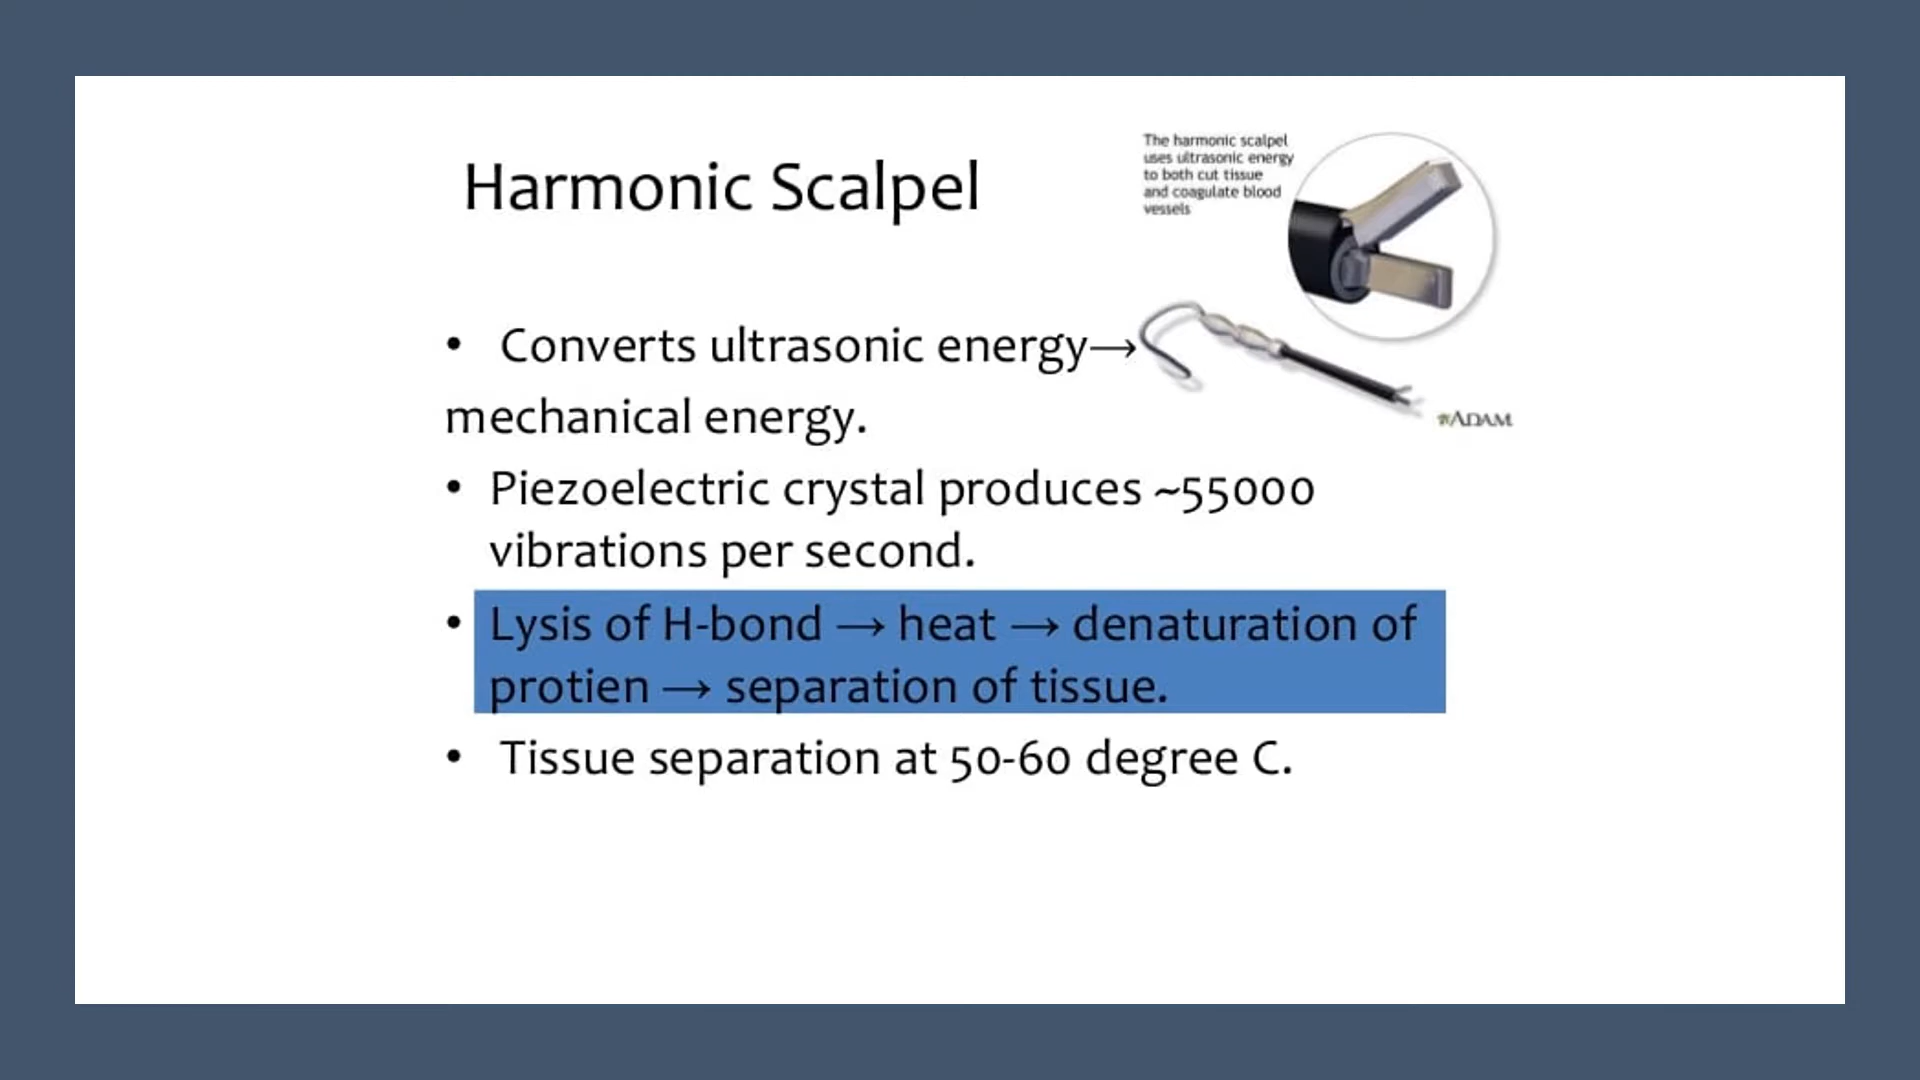 Harmonic Scalpel
The harmonic scalpel
uses ultrasonic energy
to both cut tissue
and coagulate blood
vessels
ADAM
• Converts ultrasonic energy→
mechanical energy.
• Piezoelectric crystal produces ~55000
vibrations per second.
• Lysis of H-bond → heat → denaturation of
protien → separation of tissue.
• Tissue separation at 50-60 degree C.